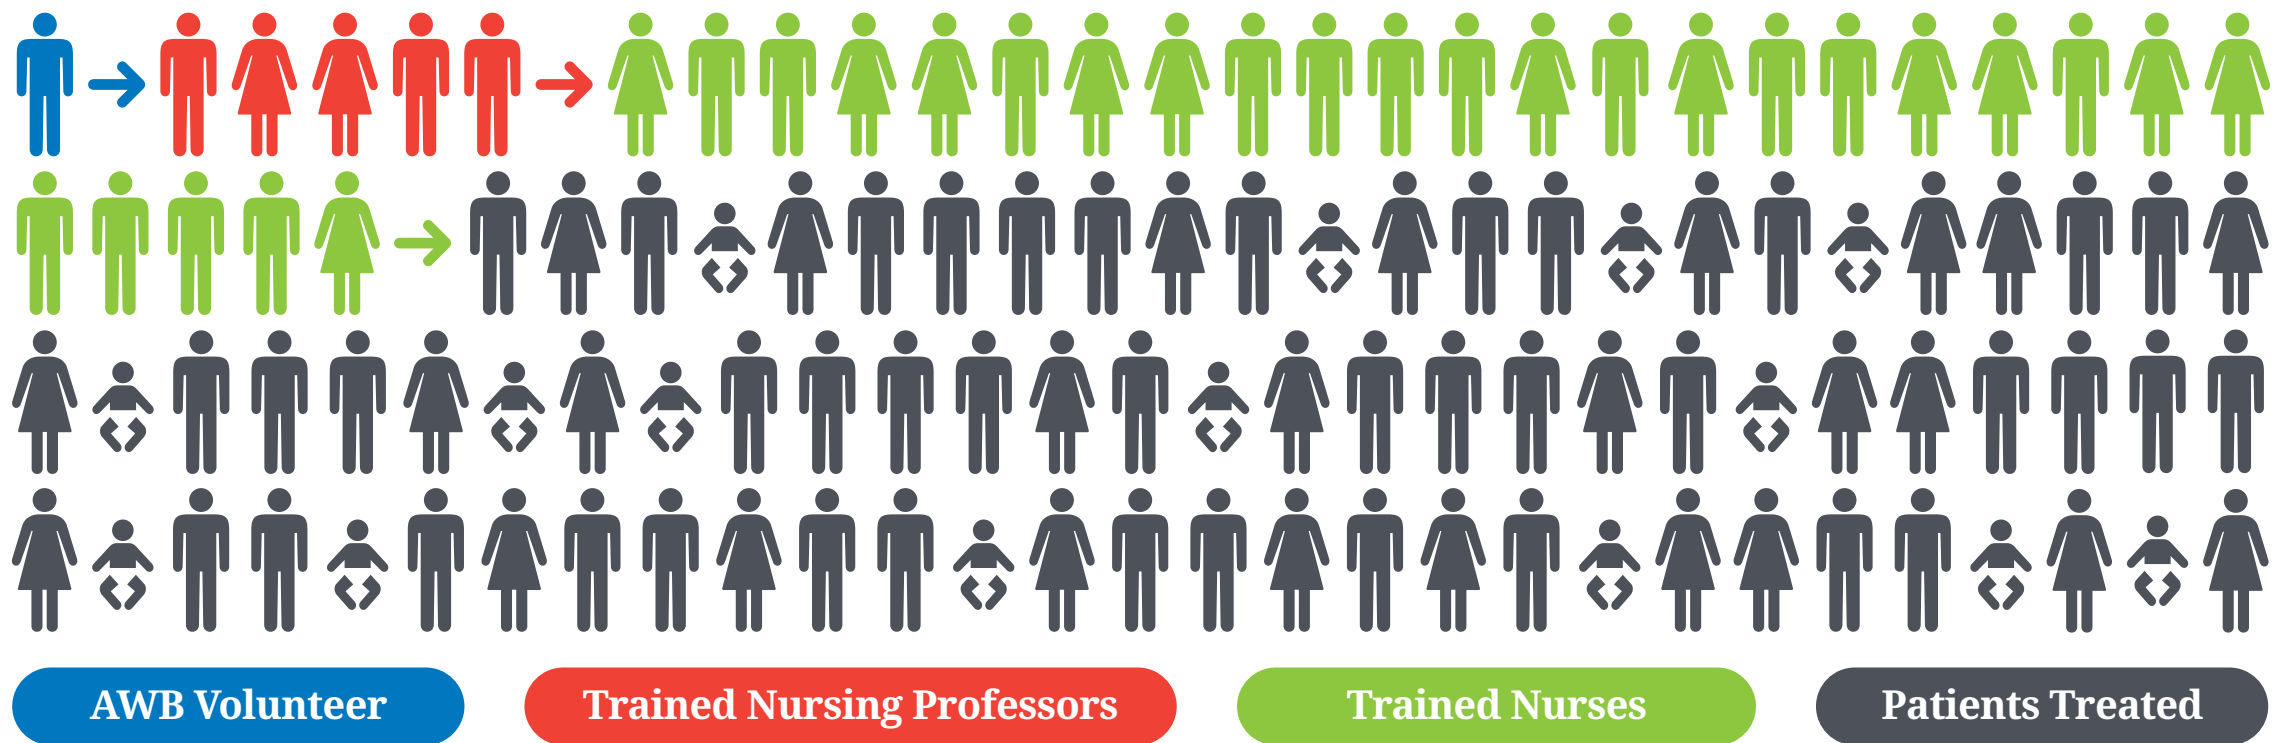 AWB Volunteer
Trained Nursing Professors
Trained Nurses
Patients Treated